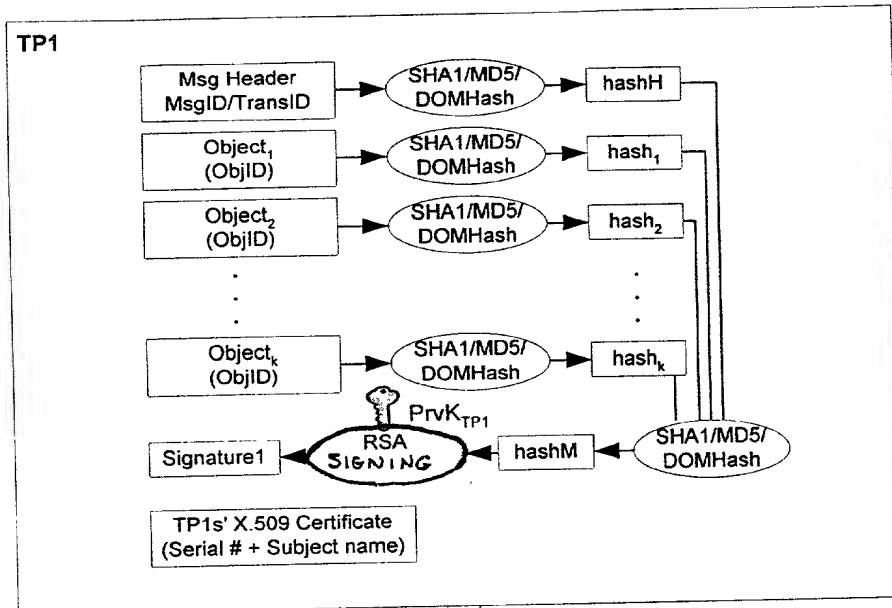 TP1
Msg Header
MsgID/TransID
SHA1/MD5/
DOMHash
hashH
Object₁
(ObjID)
SHA1/MD5/
DOMHash
hash₁
Object₂
(ObjID)
SHA1/MD5/
DOMHash
hash₂
Objectₖ
(ObjID)
SHA1/MD5/
DOMHash
hashₖ
PrvK_TP1
Signature1
RSA
SIGNING
hashM
SHA1/MD5/
DOMHash
TP1s' X.509 Certificate
(Serial # + Subject name)